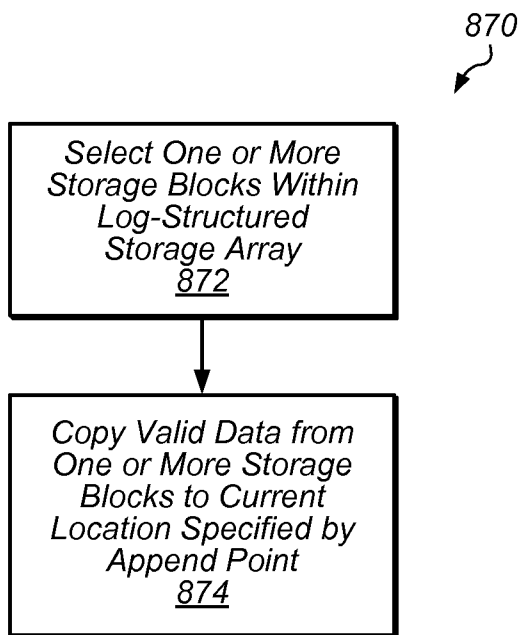 870
Select One or More
Storage Blocks Within
Log-Structured
Storage Array
872
Copy Valid Data from
One or More Storage
Blocks to Current
Location Specified by
Append Point
874